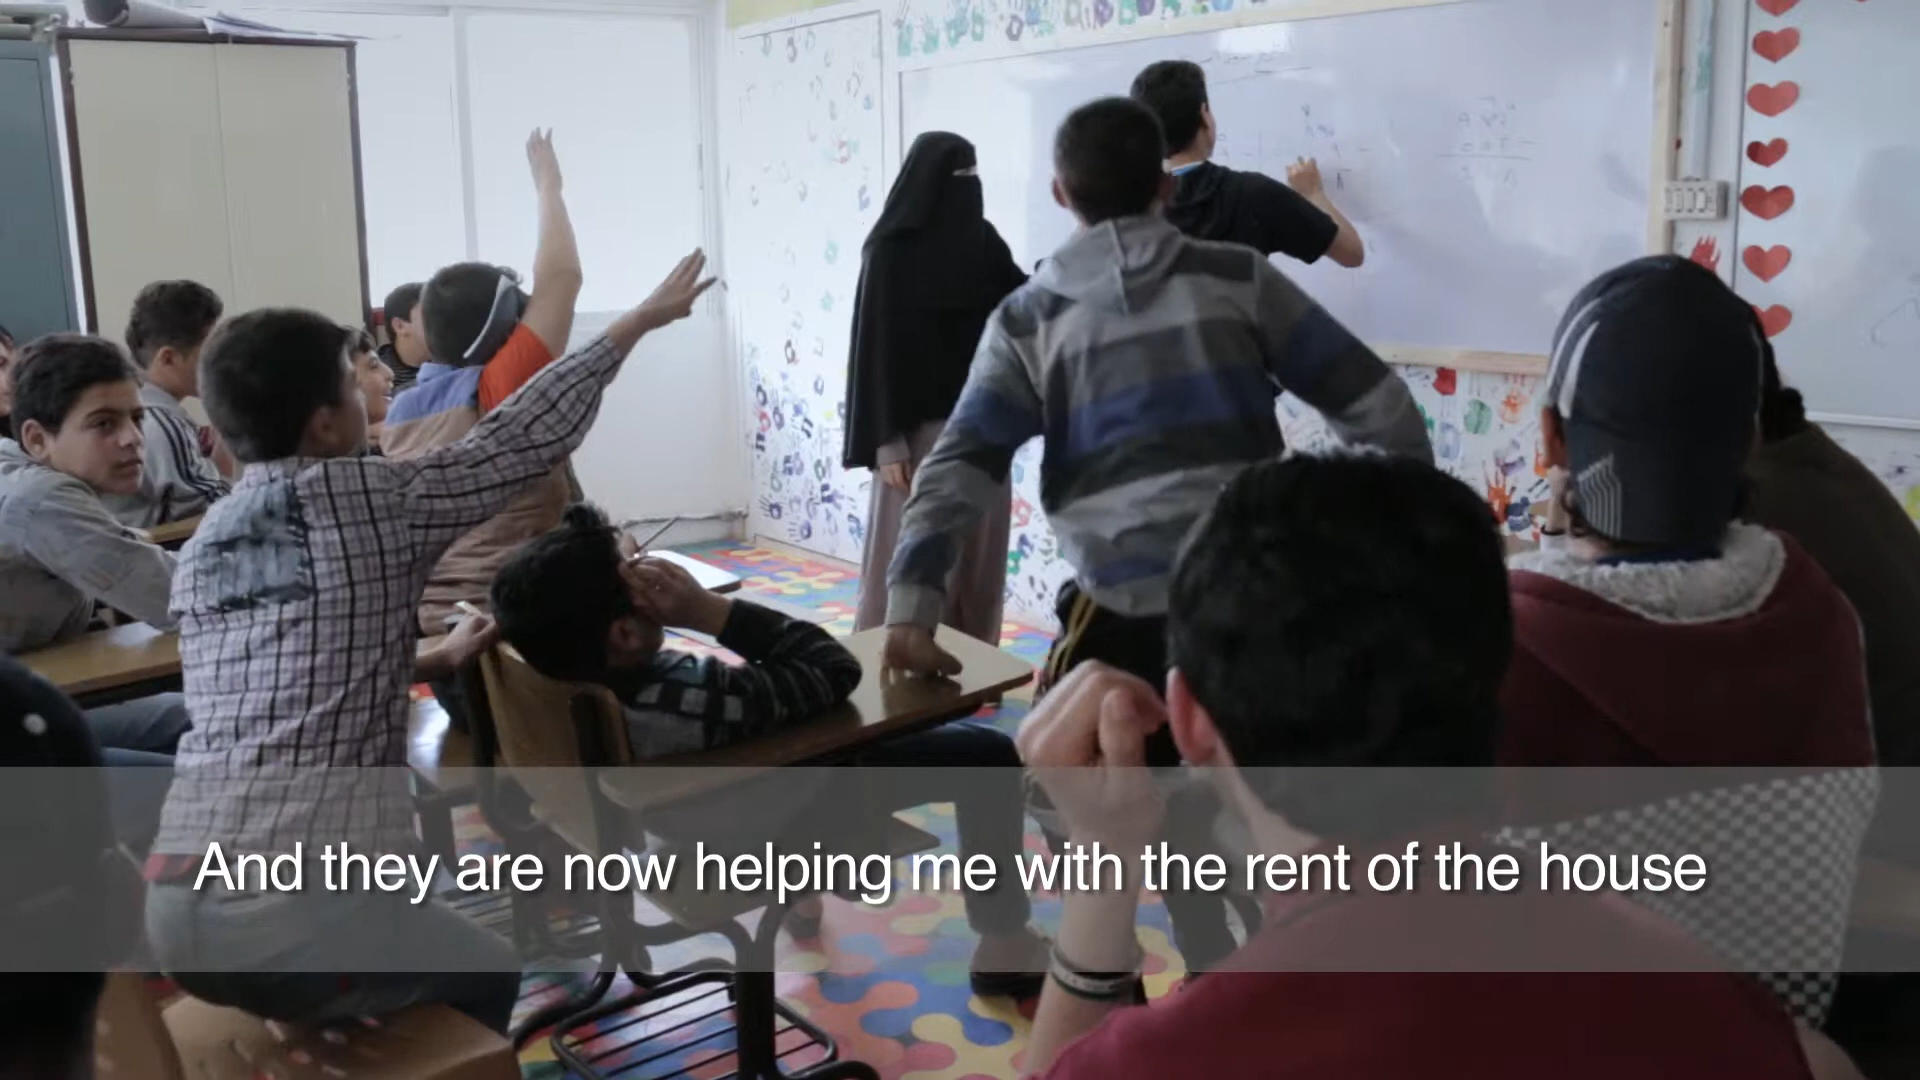 And they are now helping me with the rent of the house